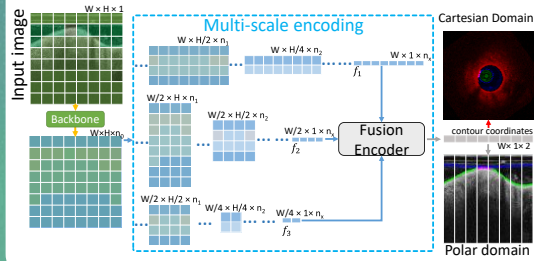 Multi-scale encoding
Cartesian Domain
Input image
W × H × 1
Backbone
W×H×n₀
W × H/2 × n₁
W × H/4 × n₂
W × 1 × nₓ
f₁
W/2 × H × n₁
W/2 × H/2 × n₂
W/2 × 1 × nₓ
f₂
Fusion
Encoder
W/2 × H/2 × n₁
W/4 × H/4 × n₂
W/4 × 1 × nₓ
f₃
contour coordinates
W × 1 × 2
Polar domain